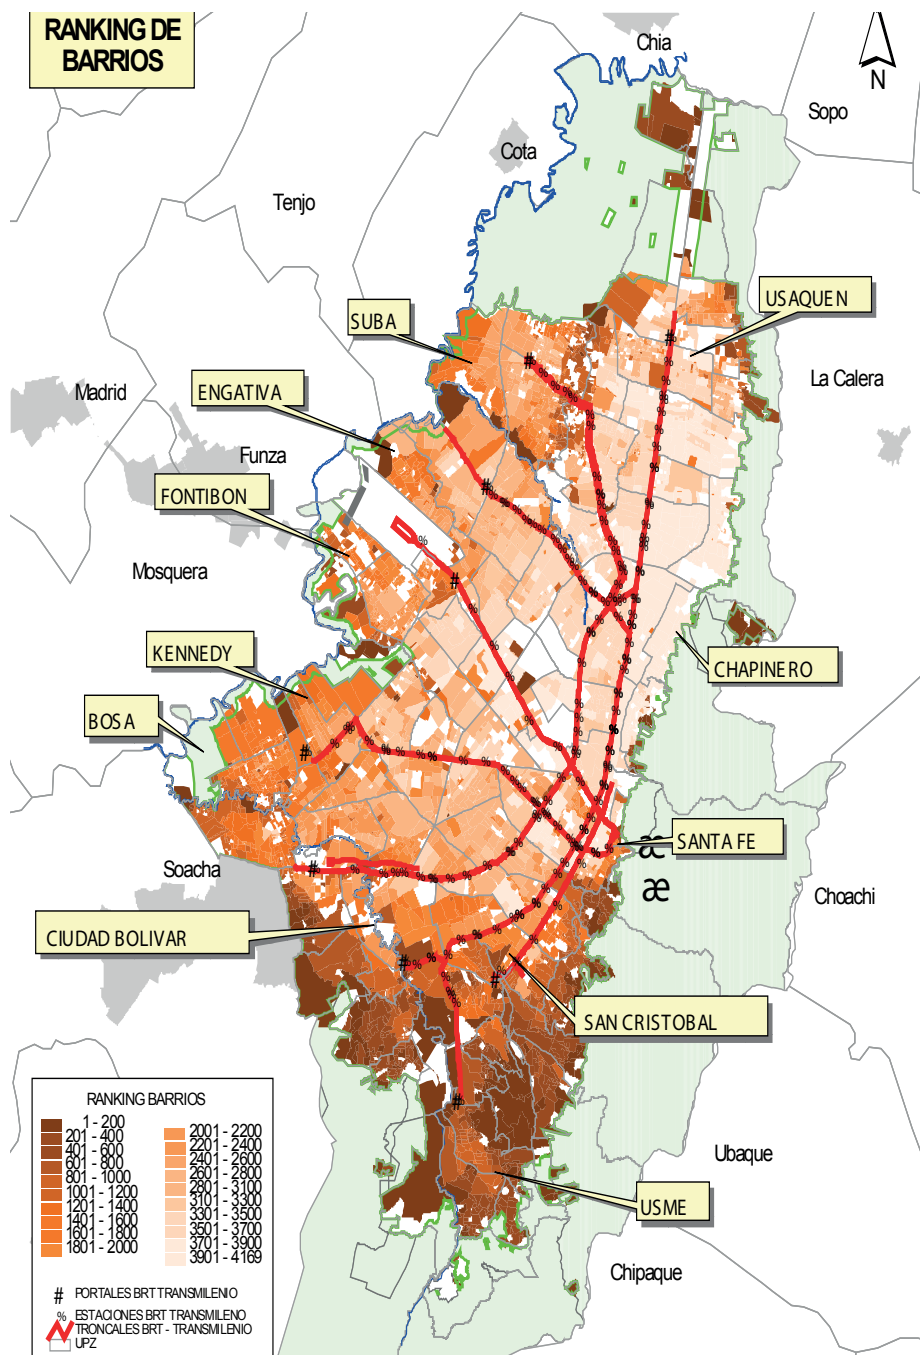 RANKING DE
BARRIOS
Chia
N
Sopo
Cota
Tenjo
USAQUEN
SUBA
La Calera
Madrid
ENGATIVA
Funza
FONTIBON
Mosquera
KENNEDY
CHAPINERO
BOSA
SANTA FE
æ
æ
Soacha
Choachi
CIUDAD BOLIVAR
SAN CRISTOBAL
RANKING BARRIOS
1 - 200
201 - 400
401 - 600
601 - 800
801 - 1000
1001 - 1200
1201 - 1400
1401 - 1600
1601 - 1800
1801 - 2000
2001 - 2200
2201 - 2400
2401 - 2600
2601 - 2800
2801 - 3100
3101 - 3300
3301 - 3500
3501 - 3700
3701 - 3900
3901 - 4169
# PORTALES BRT TRANSMILENIO
% ESTACIONES BRT TRANSMILENO
TRONCALES BRT - TRANSMILENIO
UPZ
Ubaque
USME
Chipaque